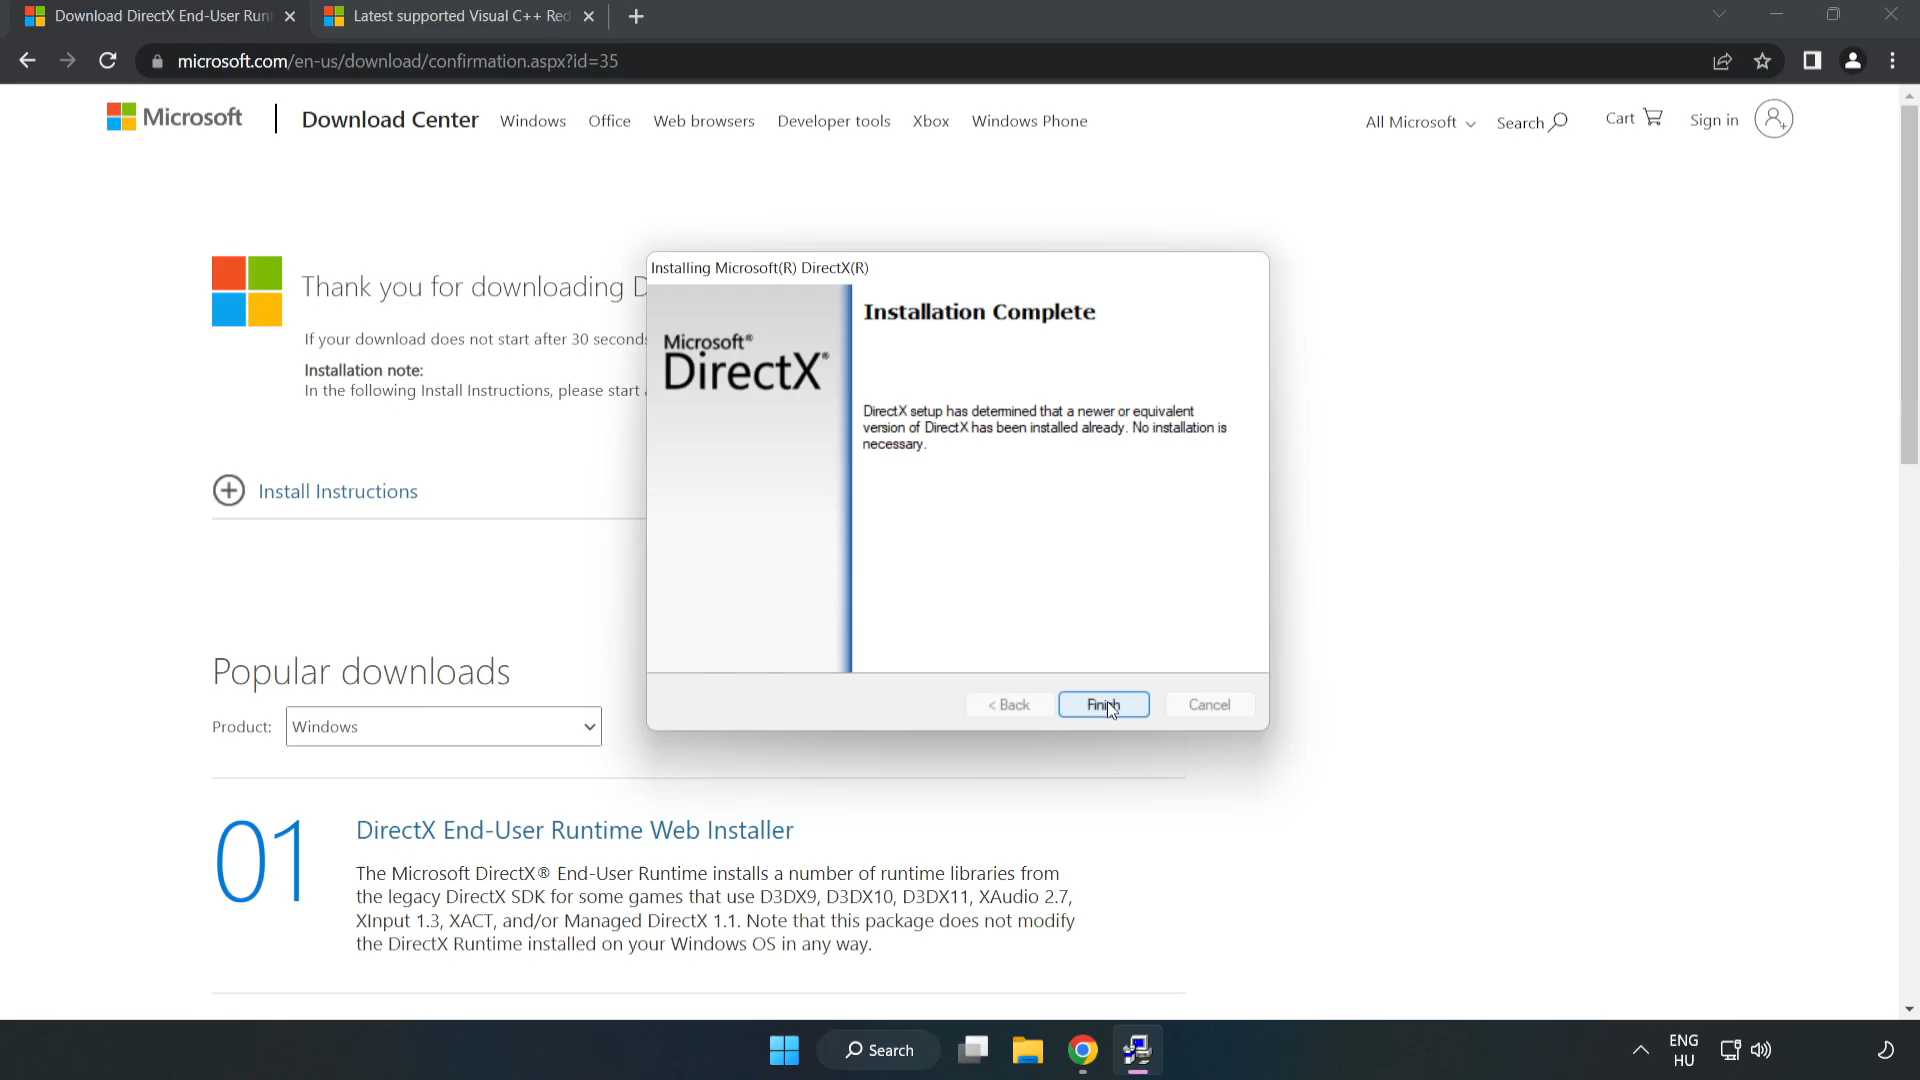 Download DirectX End-User Runt
Latest supported Visual C++ Red
microsoft.com/en-us/download/confirmation.aspx?id=35
Microsoft
Download Center
Windows
Office
Web browsers
Developer tools
Xbox
Windows Phone
All Microsoft
Search
Cart
Sign in
Thank you for downloading D
If your download does not start after 30 seconds
Installation note:
In the following Install Instructions, please start a
Install Instructions
Installing Microsoft(R) DirectX(R)
Microsoft®
DirectX®
Installation Complete
DirectX setup has determined that a newer or equivalent
version of DirectX has been installed already. No installation is
necessary.
< Back
Finish
Cancel
Popular downloads
Product:
Windows
01
DirectX End-User Runtime Web Installer
The Microsoft DirectX® End-User Runtime installs a number of runtime libraries from
the legacy DirectX SDK for some games that use D3DX9, D3DX10, D3DX11, XAudio 2.7,
XInput 1.3, XACT, and/or Managed DirectX 1.1. Note that this package does not modify
the DirectX Runtime installed on your Windows OS in any way.
Search
ENG
HU